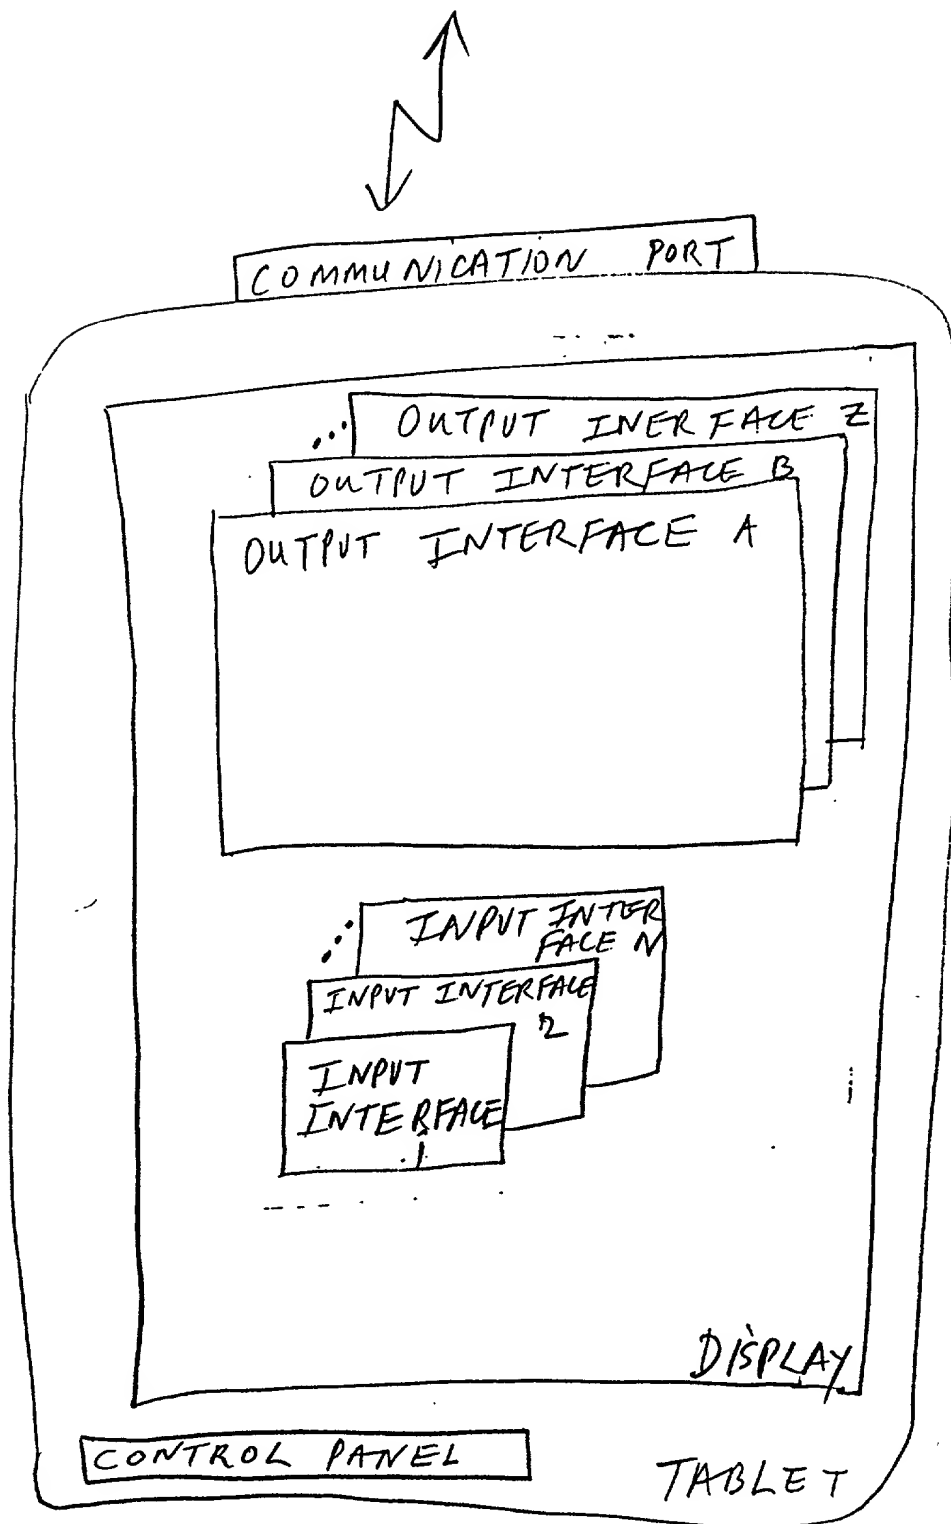 COMMUNICATION PORT
OUTPUT INERFACE Z
OUTPUT INTERFACE B
OUTPUT INTERFACE A
INPUT INTER
FACE N
INPUT INTERFACE
2
INPUT
INTERFACE
1
DISPLAY
CONTROL PANEL
TABLET